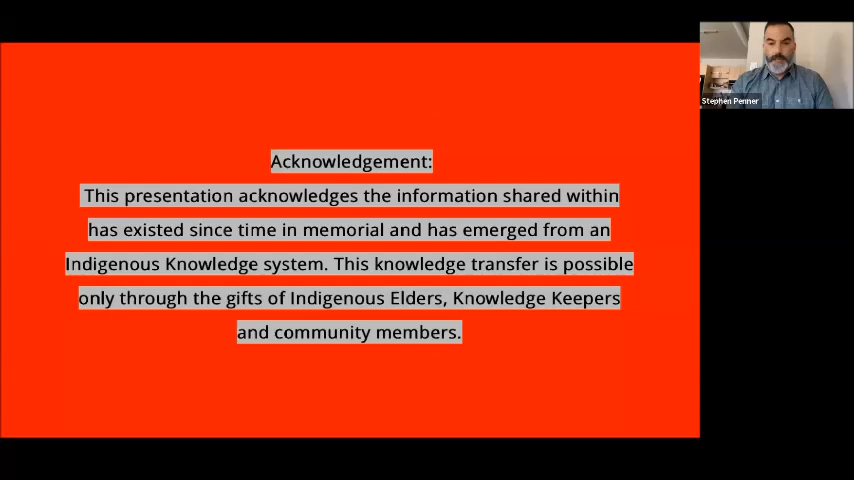 Acknowledgement:
This presentation acknowledges the information shared within
has existed since time in memorial and has emerged from an
Indigenous Knowledge system. This knowledge transfer is possible
only through the gifts of Indigenous Elders, Knowledge Keepers
and community members.
Stephen Penner